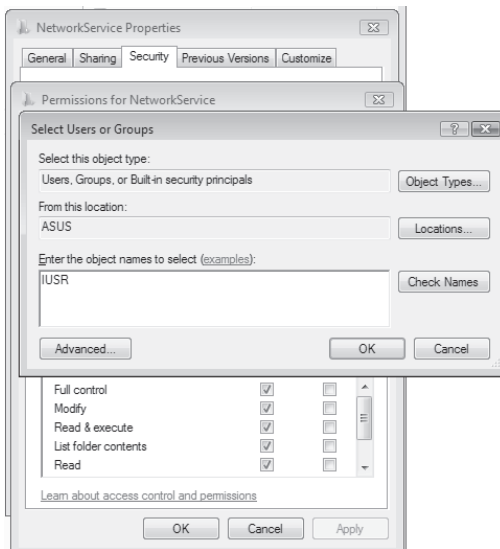 NetworkService Properties
General Sharing Security Previous Versions Customize
Permissions for NetworkService
Select Users or Groups
Select this object type:
Users, Groups, or Built-in security principals
Object Types...
From this location:
ASUS
Locations...
Enter the object names to select (examples):
IUSR
Check Names
Advanced...
OK
Cancel
Full control
Modify
Read & execute
List folder contents
Read
Learn about access control and permissions
OK
Cancel
Apply